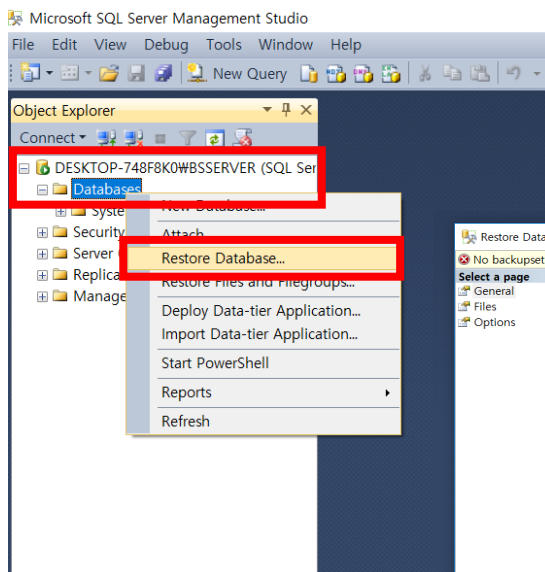 Microsoft SQL Server Management Studio
File Edit View Debug Tools Window Help
New Query
Object Explorer
Connect
DESKTOP-748F8K0₩BSSERVER (SQL Ser
Databases
Syste
New Database...
Security
Attach...
Server
Restore Database...
Replica
Restore Files and Filegroups...
Manage
Deploy Data-tier Application...
Import Data-tier Application...
Start PowerShell
Reports
Refresh
Restore Data
No backupset
Select a page
General
Files
Options